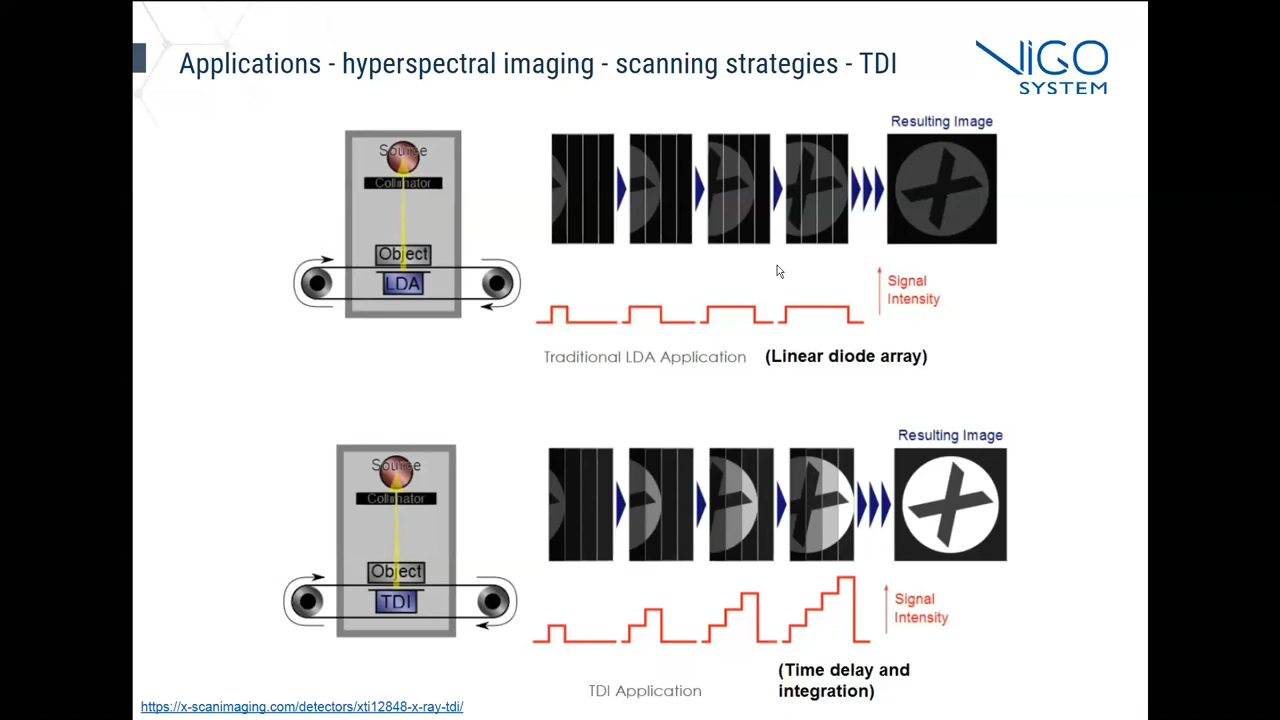 Applications - hyperspectral imaging - scanning strategies - TDI
VIGO
SYSTEM
Source
Collimator
Object
LDA
Resulting Image
Signal
Intensity
Traditional LDA Application (Linear diode array)
Source
Collimator
Object
TDI
Resulting Image
Signal
Intensity
TDI Application
(Time delay and
integration)
https://x-scanimaging.com/detectors/xti12848-x-ray-tdi/